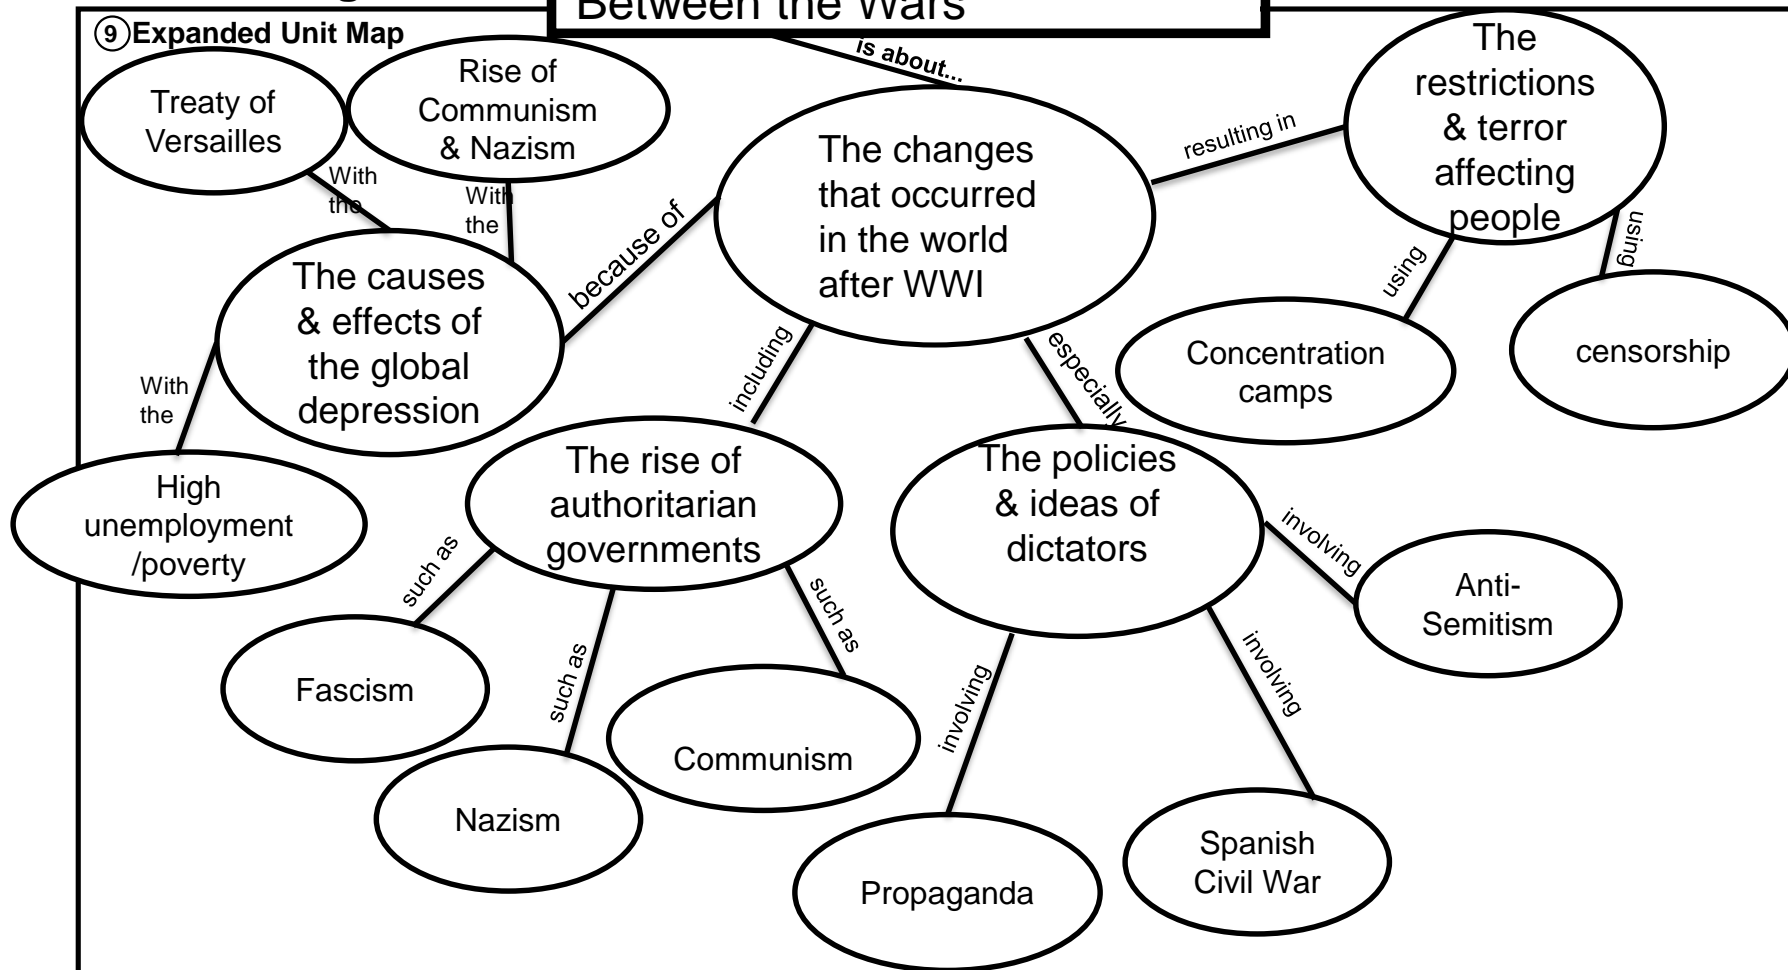 Between the Wars
9 Expanded Unit Map
is about...
Treaty of
Versailles
Rise of
Communism
& Nazism
The changes
that occurred
in the world
after WWI
resulting in
The
restrictions
& terror
affecting
people
With
the
With
the
because of
using
using
The causes
& effects of
the global
depression
including
especially
Concentration
camps
censorship
With
the
High
unemployment
/poverty
The rise of
authoritarian
governments
The policies
& ideas of
dictators
such as
such as
such as
involving
involving
involving
Anti-
Semitism
Fascism
Nazism
Communism
Propaganda
Spanish
Civil War